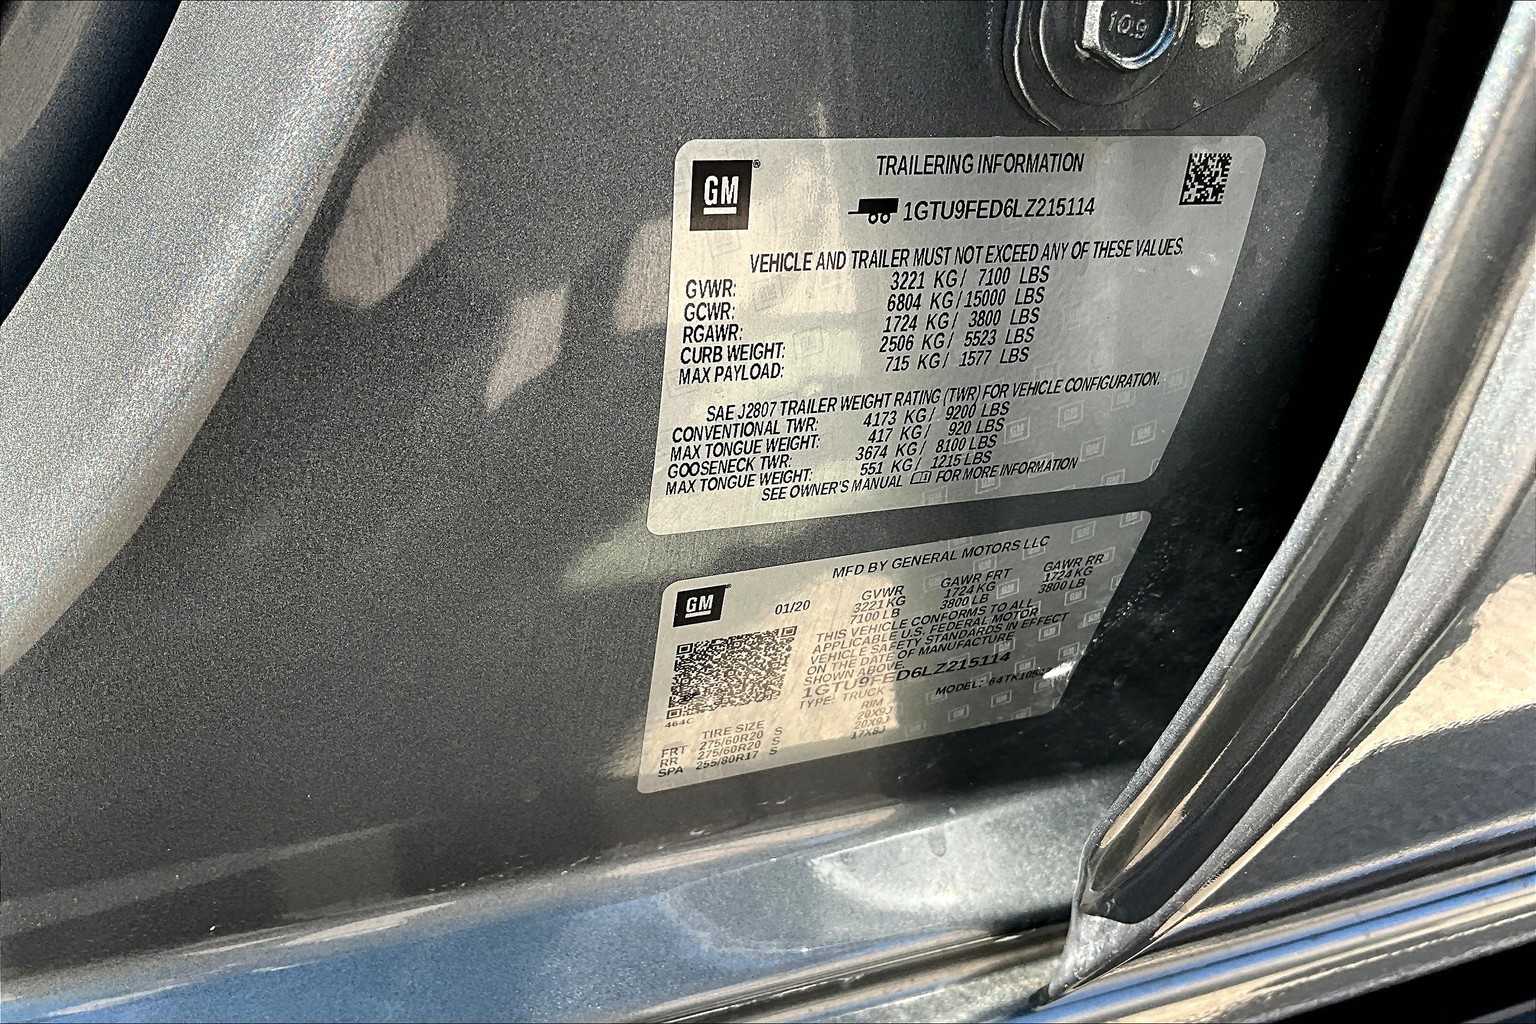 10.9
GM®
TRAILERING INFORMATION
1GTU9FED6LZ215114
VEHICLE AND TRAILER MUST NOT EXCEED ANY OF THESE VALUES.
GVWR: 3221 KG/ 7100 LBS
GCWR: 6804 KG/15000 LBS
RGAWR: 1724 KG/ 3800 LBS
CURB WEIGHT: 2506 KG/ 5523 LBS
MAX PAYLOAD: 715 KG/ 1577 LBS
SAE J2807 TRAILER WEIGHT RATING (TWR) FOR VEHICLE CONFIGURATION.
CONVENTIONAL TWR: 4173 KG/ 9200 LBS
MAX TONGUE WEIGHT: 417 KG/ 920 LBS
GOOSENECK TWR: 3674 KG/ 8100 LBS
MAX TONGUE WEIGHT: 551 KG/ 1215 LBS
SEE OWNER'S MANUAL FOR MORE INFORMATION
MFD BY GENERAL MOTORS LLC
GM
01/20
GVWR GAWR FRT GAWR RR
3221 KG 1724 KG 1724 KG
7100 LB 3800 LB 3800 LB
THIS VEHICLE CONFORMS TO ALL
APPLICABLE U.S. FEDERAL MOTOR
VEHICLE SAFETY STANDARDS IN EFFECT
ON THE DATE OF MANUFACTURE
SHOWN ABOVE.
1GTU9FED6LZ215114
TYPE: TRUCK MODEL:
464C
TIRE SIZE RIM
FRT 275/60R20 S 20X9J
RR 275/60R20 S 20X9J
SPA 255/80R17 S 17X8J